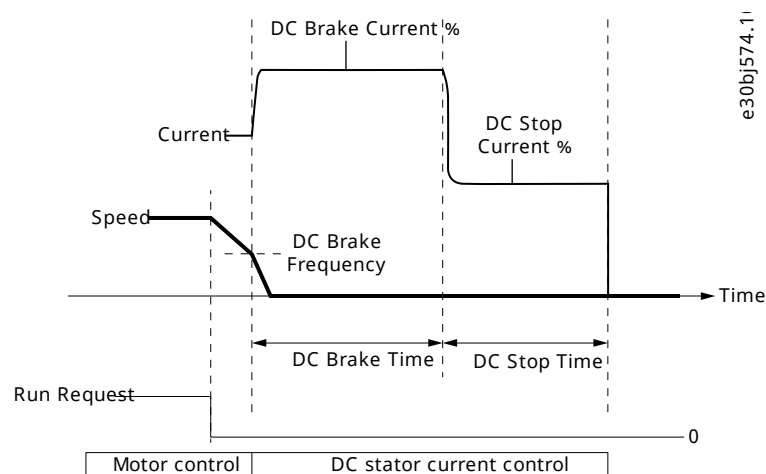 DC Brake Current %
e30bj574.1
Current
DC Stop
Current %
Speed
DC Brake
Frequency
Time
DC Brake Time
DC Stop Time
Run Request
0
Motor control
DC stator current control